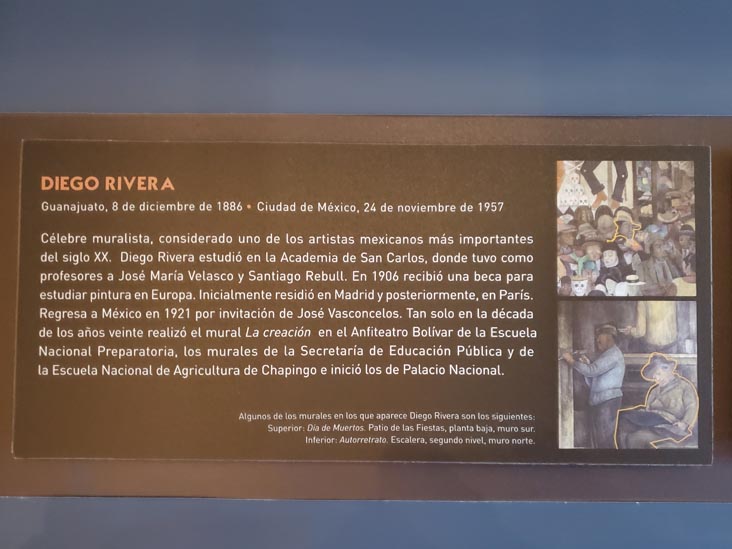 DIEGO RIVERA
Guanajuato, 8 de diciembre de 1886 • Ciudad de México, 24 de noviembre de 1957
Célebre muralista, considerado uno de los artistas mexicanos más importantes
del siglo XX. Diego Rivera estudió en la Academia de San Carlos, donde tuvo como
profesores a José María Velasco y Santiago Rebull. En 1906 recibió una beca para
estudiar pintura en Europa. Inicialmente residió en Madrid y posteriormente, en París.
Regresa a México en 1921 por invitación de José Vasconcelos. Tan solo en la década
de los años veinte realizó el mural La creación en el Anfiteatro Bolívar de la Escuela
Nacional Preparatoria, los murales de la Secretaría de Educación Pública y de
la Escuela Nacional de Agricultura de Chapingo e inició los de Palacio Nacional.
Algunos de los murales en los que aparece Diego Rivera son los siguientes:
Superior: Día de Muertos. Patio de las Fiestas, planta baja, muro sur.
Inferior: Autorretrato. Escalera, segundo nivel, muro norte.